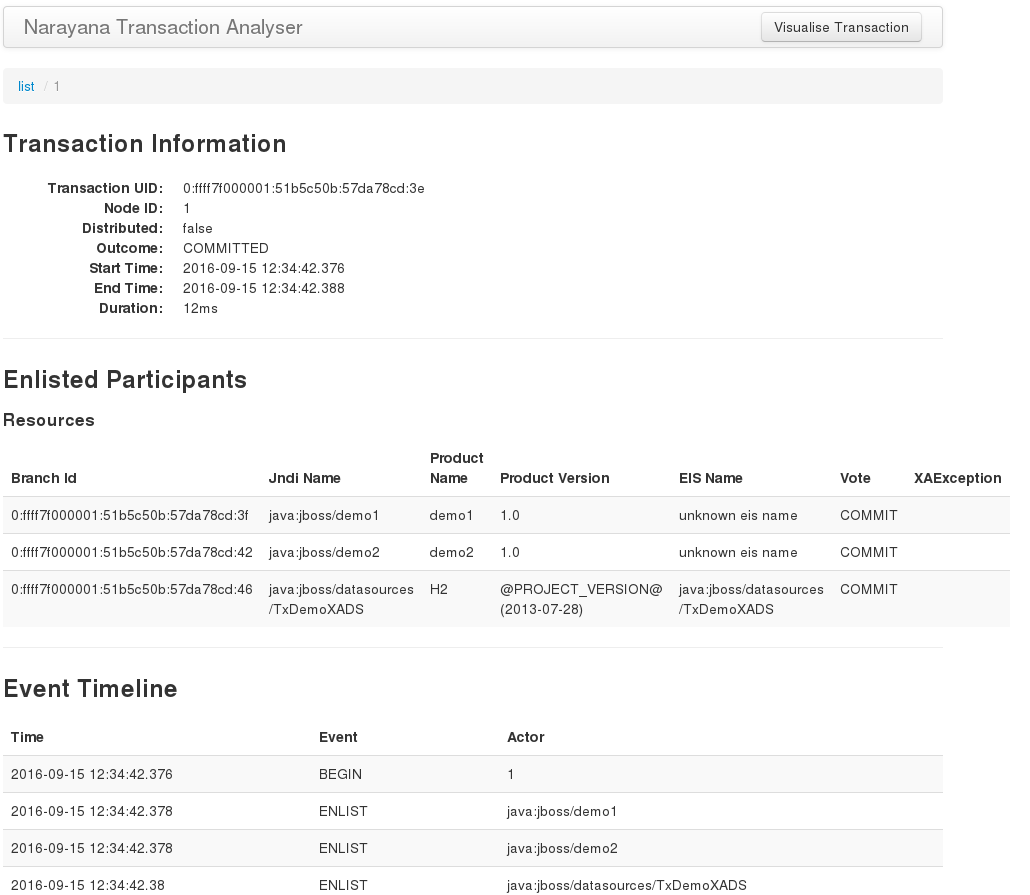 Narayana Transaction Analyser Visualise Transaction
list / 1
Transaction Information
Transaction UID: 0:ffff7f000001:51b5c50b:57da78cd:3e
Node ID: 1
Distributed: false
Outcome: COMMITTED
Start Time: 2016-09-15 12:34:42.376
End Time: 2016-09-15 12:34:42.388
Duration: 12ms
Enlisted Participants
Resources
Branch Id Jndi Name Product Name Product Version EIS Name Vote XAException
0:ffff7f000001:51b5c50b:57da78cd:3f java:jboss/demo1 demo1 1.0 unknown eis name COMMIT
0:ffff7f000001:51b5c50b:57da78cd:42 java:jboss/demo2 demo2 1.0 unknown eis name COMMIT
0:ffff7f000001:51b5c50b:57da78cd:46 java:jboss/datasources H2 @PROJECT_VERSION@ java:jboss/datasources COMMIT
/TxDemoXADS (2013-07-28) /TxDemoXADS
Event Timeline
Time Event Actor
2016-09-15 12:34:42.376 BEGIN 1
2016-09-15 12:34:42.378 ENLIST java:jboss/demo1
2016-09-15 12:34:42.378 ENLIST java:jboss/demo2
2016-09-15 12:34:42.38 ENLIST java:jboss/datasources/TxDemoXADS